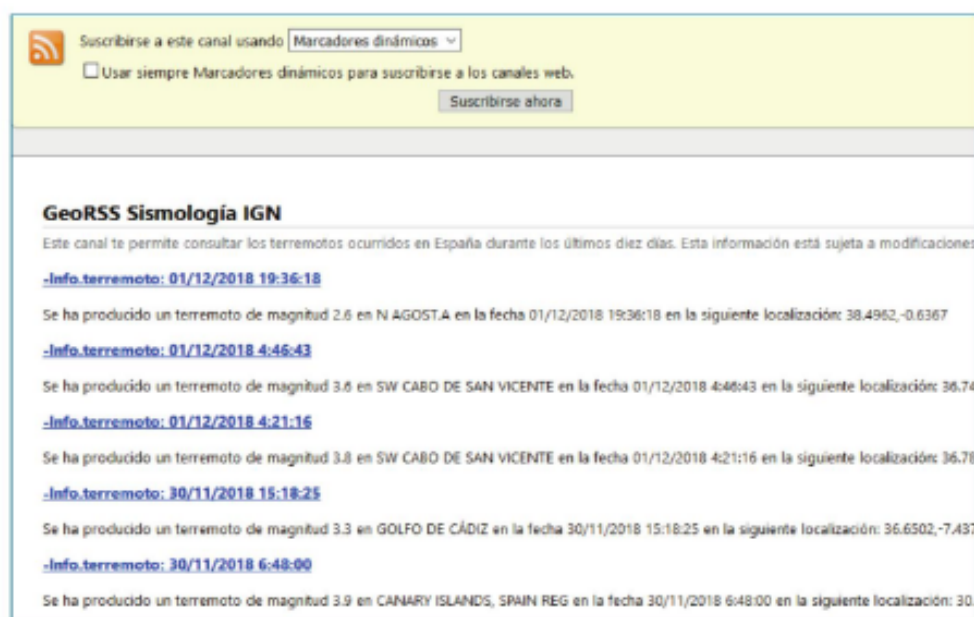 Suscribirse a este canal usando Marcadores dinámicos
Usar siempre Marcadores dinámicos para suscribirse a los canales web.
Suscribirse ahora
GeoRSS Sismología IGN
Este canal te permite consultar los terremotos ocurridos en España durante los últimos diez días. Esta información está sujeta a modificaciones
-Info.terremoto: 01/12/2018 19:36:18
Se ha producido un terremoto de magnitud 2.6 en N AGOST.A en la fecha 01/12/2018 19:36:18 en la siguiente localización: 38.4962,-0.6367
-Info.terremoto: 01/12/2018 4:46:43
Se ha producido un terremoto de magnitud 3.6 en SW CABO DE SAN VICENTE en la fecha 01/12/2018 4:46:43 en la siguiente localización: 36.74
-Info.terremoto: 01/12/2018 4:21:16
Se ha producido un terremoto de magnitud 3.8 en SW CABO DE SAN VICENTE en la fecha 01/12/2018 4:21:16 en la siguiente localización: 36.78
-Info.terremoto: 30/11/2018 15:18:25
Se ha producido un terremoto de magnitud 3.3 en GOLFO DE CÁDIZ en la fecha 30/11/2018 15:18:25 en la siguiente localización: 36.6502,-7.437
-Info.terremoto: 30/11/2018 6:48:00
Se ha producido un terremoto de magnitud 3.9 en CANARY ISLANDS, SPAIN REG en la fecha 30/11/2018 6:48:00 en la siguiente localización: 30.